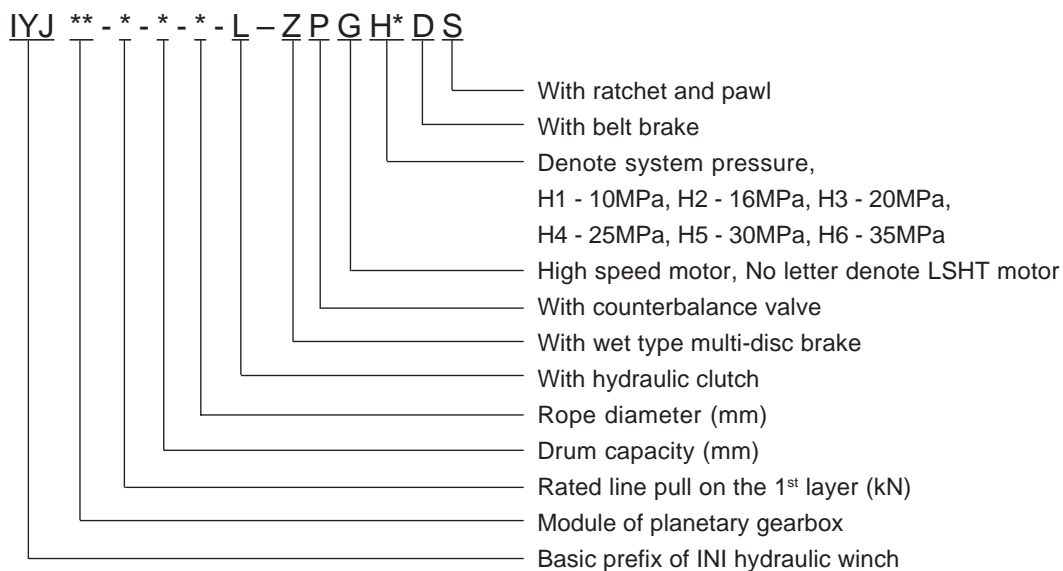 IYJ ** - * - * - * - L – Z P G H* D S
With ratchet and pawl
With belt brake
Denote system pressure,
H1 - 10MPa, H2 - 16MPa, H3 - 20MPa,
H4 - 25MPa, H5 - 30MPa, H6 - 35MPa
High speed motor, No letter denote LSHT motor
With counterbalance valve
With wet type multi-disc brake
With hydraulic clutch
Rope diameter (mm)
Drum capacity (mm)
Rated line pull on the 1st layer (kN)
Module of planetary gearbox
Basic prefix of INI hydraulic winch